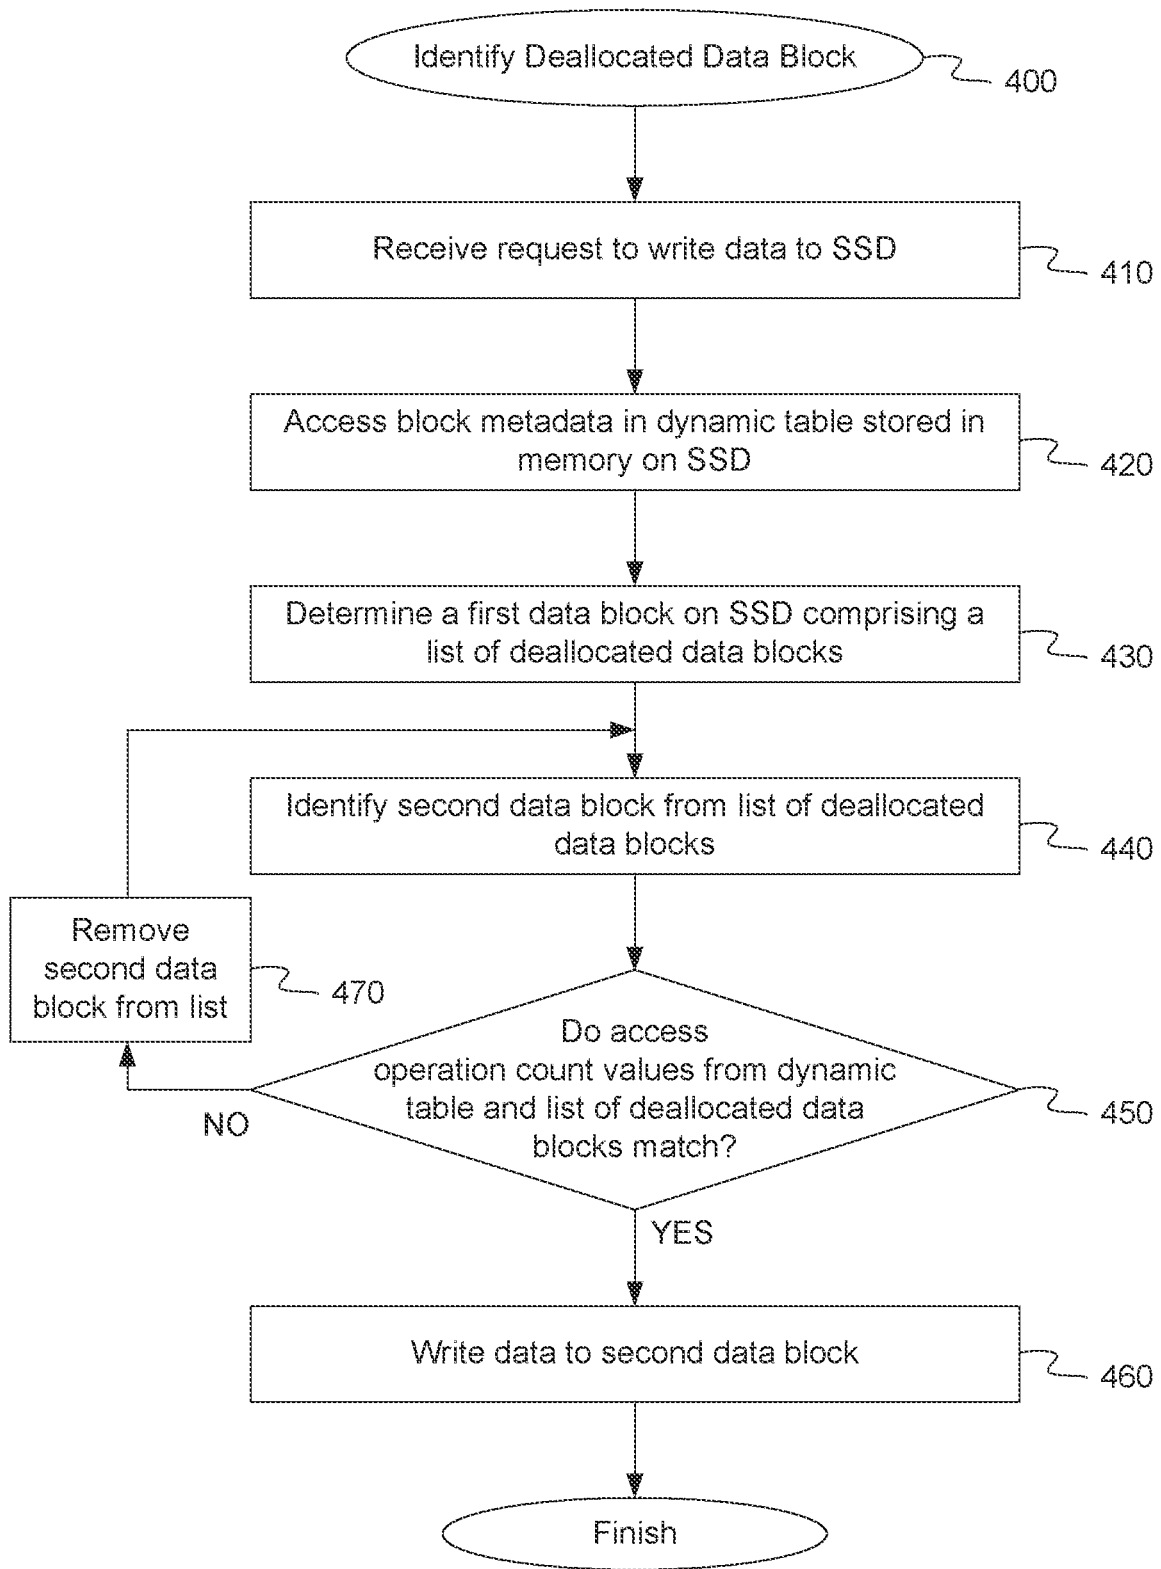 Identify Deallocated Data Block
400
Receive request to write data to SSD
410
Access block metadata in dynamic table stored in
memory on SSD
420
Determine a first data block on SSD comprising a
list of deallocated data blocks
430
Identify second data block from list of deallocated
data blocks
440
Remove
second data
block from list
470
Do access
operation count values from dynamic
table and list of deallocated data
blocks match?
450
NO
YES
Write data to second data block
460
Finish